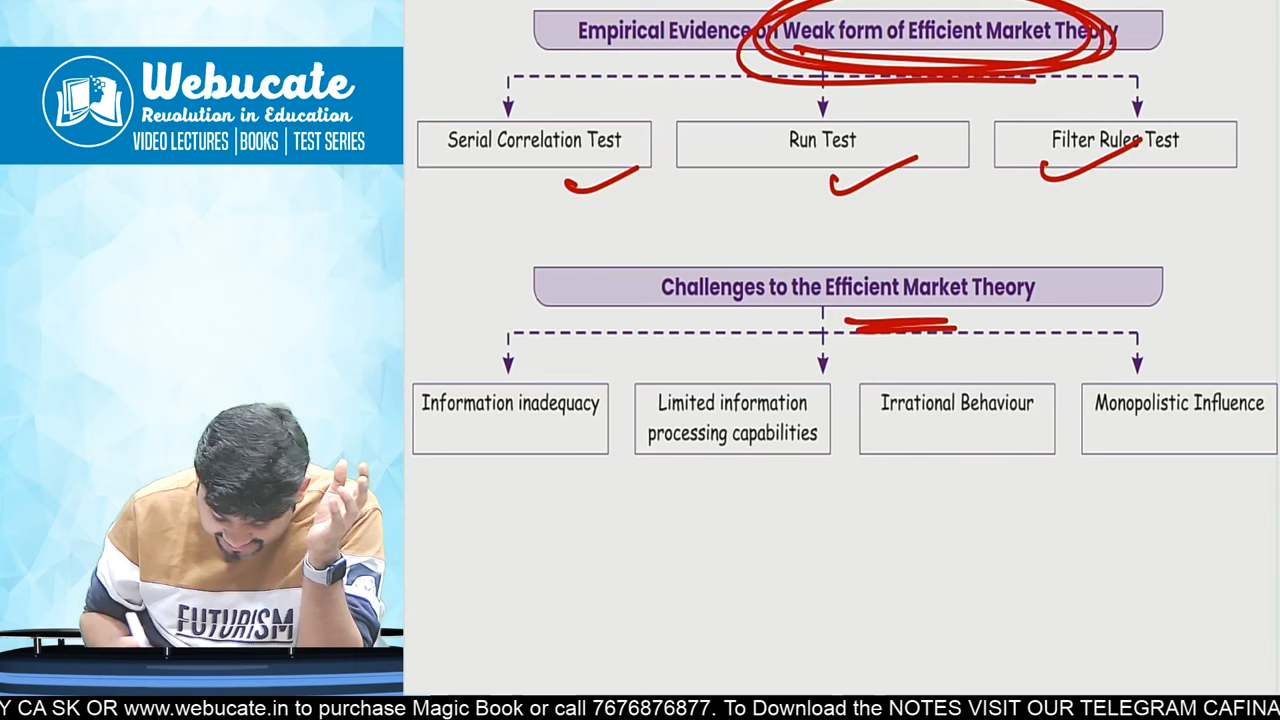 Webucate
Revolution in Education
VIDEO LECTURES | BOOKS | TEST SERIES
Empirical Evidence on Weak form of Efficient Market Theory
Serial Correlation Test
Run Test
Filter Rules Test
Challenges to the Efficient Market Theory
Information inadequacy
Limited information
processing capabilities
Irrational Behaviour
Monopolistic Influence
FUTURISM
Y CA SK OR www.webucate.in to purchase Magic Book or call 7676876877. To Download the NOTES VISIT OUR TELEGRAM CAFINA